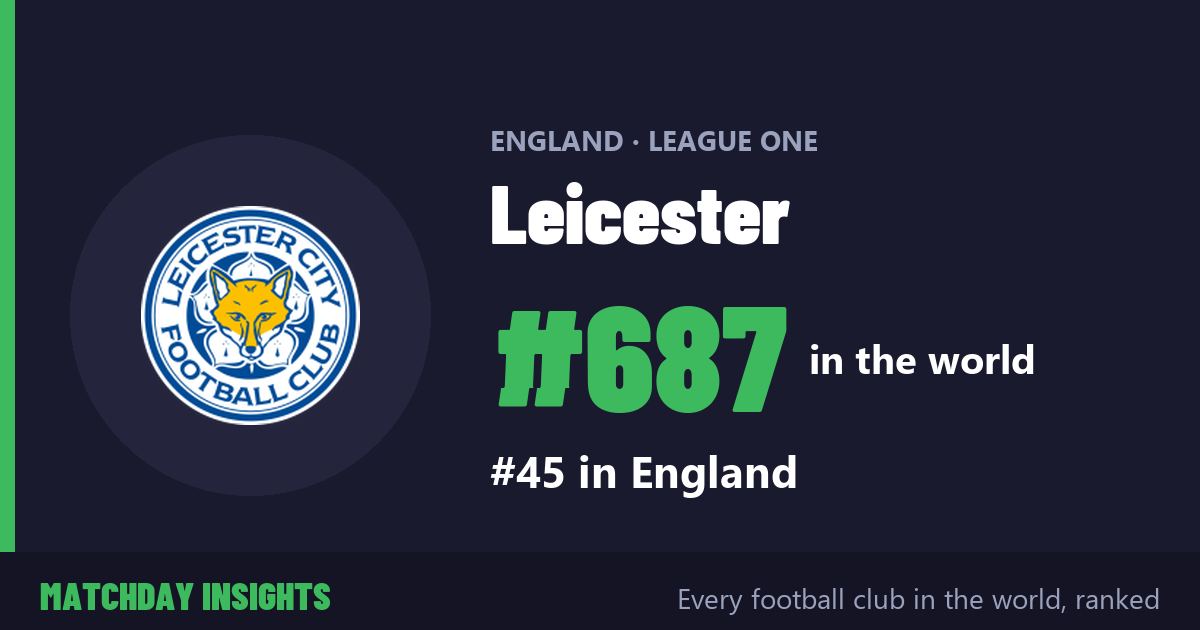 ENGLAND · LEAGUE ONE
Leicester
LEICESTER CITY
FOOTBALL CLUB
#687 in the world
#45 in England
MATCHDAY INSIGHTS
Every football club in the world, ranked